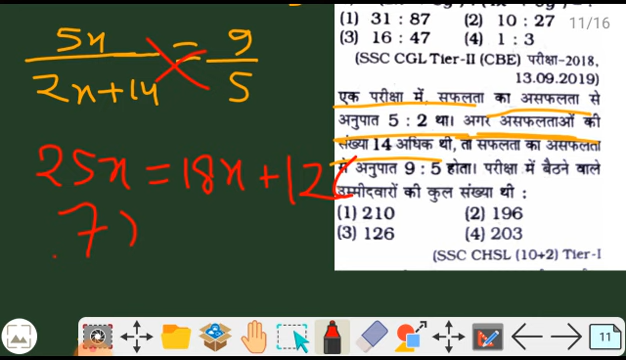 (1) 31 : 87 (2) 10 : 27 11/16
(3) 16 : 47 (4) 1 : 3
(SSC CGL Tier-II (CBE) परीक्षा-2018,
13.09.2019)
एक परीक्षा में, सफलता का असफलता से
अनुपात 5 : 2 था। अगर असफलताओं की
संख्या 14 अधिक थी, तो सफलता का असफलता
से अनुपात 9 : 5 होता। परीक्षा में बैठने वाले
उम्मीदवारों की कुल संख्या थी :
(1) 210 (2) 196
(3) 126 (4) 203
(SSC CHSL (10+2) Tier-I
5x = 9
2x+14 5
25x = 18x + 12
7
11